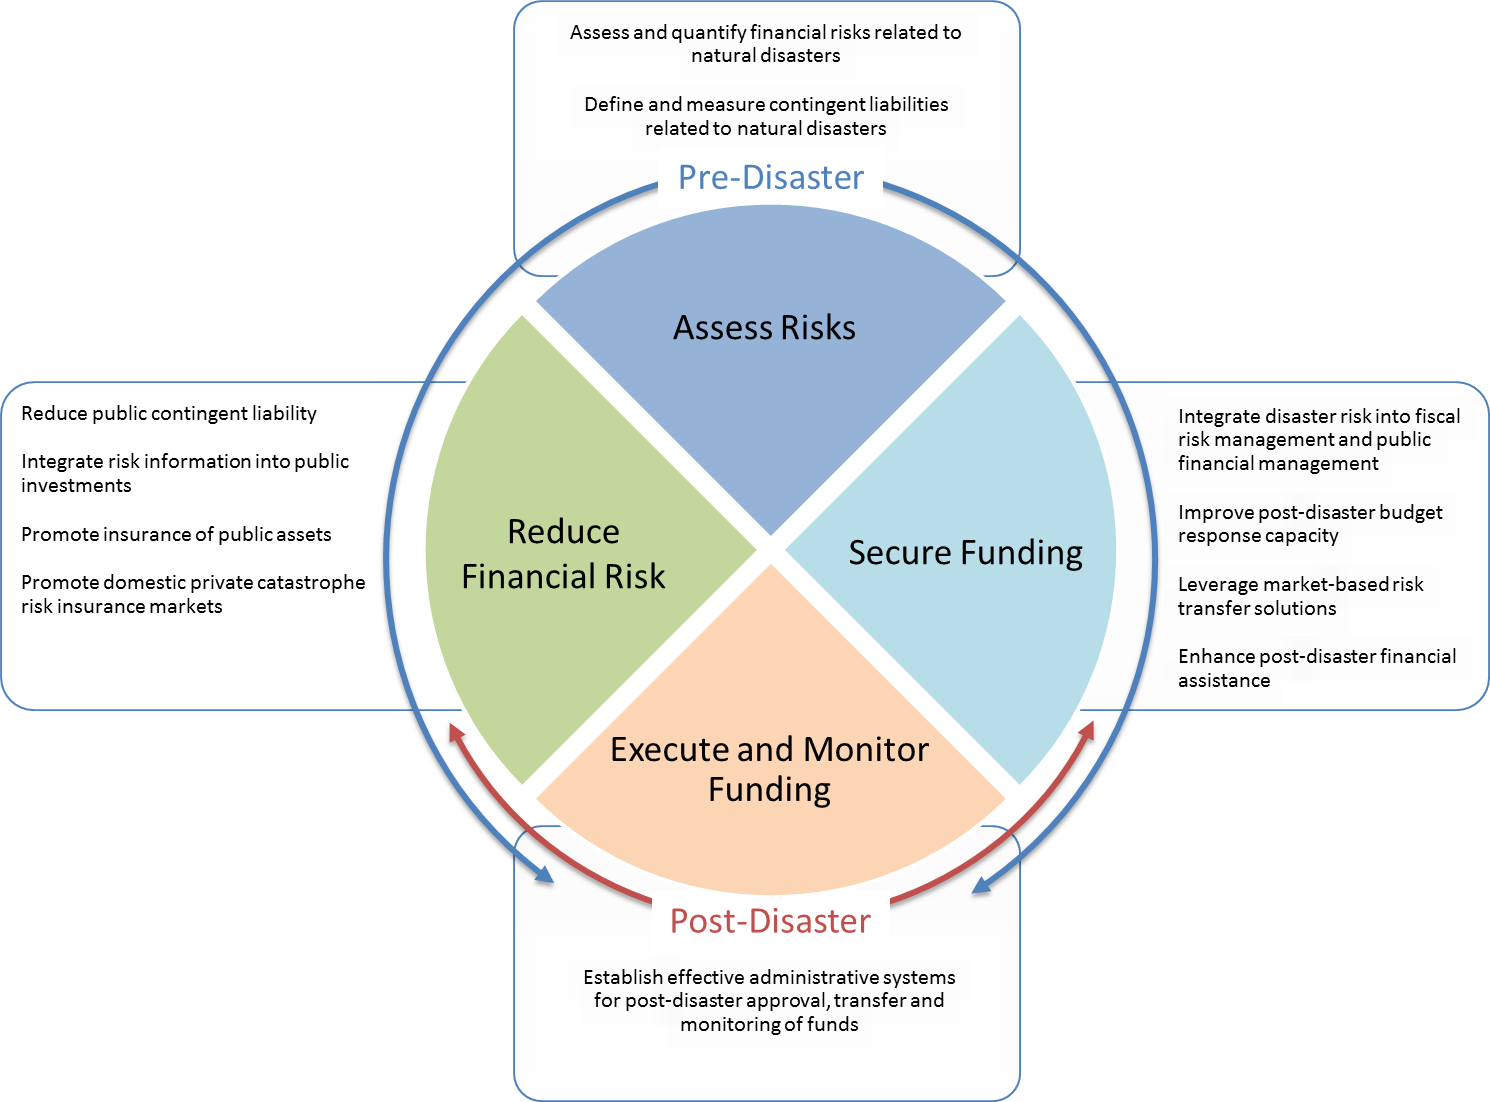 Assess and quantify financial risks related to
natural disasters
Define and measure contingent liabilities
related to natural disasters
Pre-Disaster
Assess Risks
Reduce public contingent liability
Integrate risk information into public
investments
Promote insurance of public assets
Promote domestic private catastrophe
risk insurance markets
Reduce
Financial Risk
Secure Funding
Integrate disaster risk into fiscal
risk management and public
financial management
Improve post-disaster budget
response capacity
Leverage market-based risk
transfer solutions
Enhance post-disaster financial
assistance
Execute and Monitor
Funding
Post-Disaster
Establish effective administrative systems
for post-disaster approval, transfer and
monitoring of funds